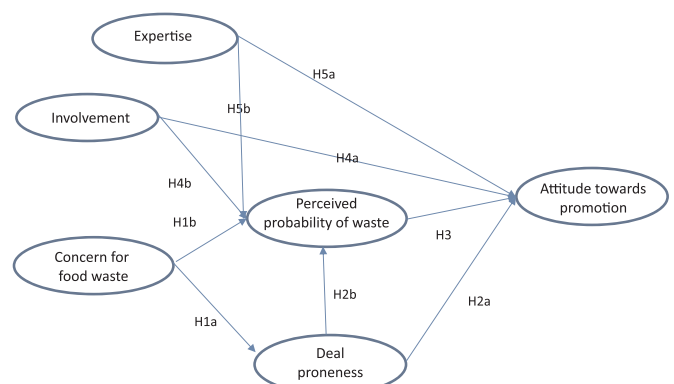 Expertise
H5a
H5b
Involvement
H4a
H4b
Attitude towards
promotion
Perceived
probability of waste
H1b
H3
Concern for
food waste
H2b
H2a
H1a
Deal
proneness